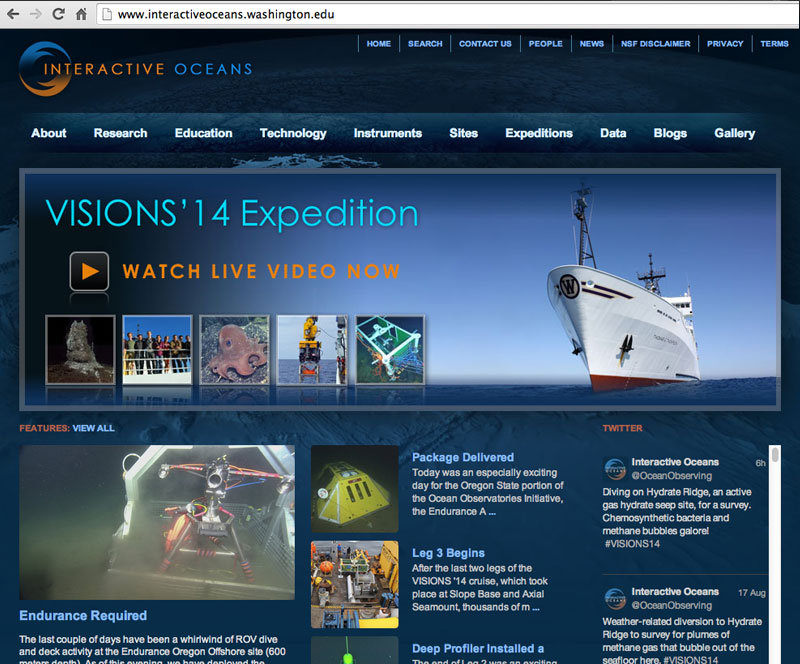 www.interactiveoceans.washington.edu
HOME SEARCH CONTACT US PEOPLE NEWS NSF DISCLAIMER PRIVACY TERMS
INTERACTIVE OCEANS
About Research Education Technology Instruments Sites Expeditions Data Blogs Gallery
VISIONS'14 Expedition
WATCH LIVE VIDEO NOW
W
FEATURES: VIEW ALL
Endurance Required
The last couple of days have been a whirlwind of ROV dive
and deck activity at the Endurance Oregon Offshore site (600
meters depth). As of this evening, we have deployed the
Package Delivered
Today was an especially exciting
day for the Oregon State portion of
the Ocean Observatories Initiative,
the Endurance A ...
Leg 3 Begins
After the last two legs of the
VISIONS '14 cruise, which took
place at Slope Base and Axial
Seamount, thousands of m ...
Deep Profiler Installed a
The end of Leg 2 was an exciting
TWITTER
Interactive Oceans 6h
@OceanObserving
Diving on Hydrate Ridge, an active
gas hydrate seep site, for a survey.
Chemosynthetic bacteria and
methane bubbles galore!
#VISIONS14
Interactive Oceans 17 Aug
@OceanObserving
Weather-related diversion to Hydrate
Ridge to survey for plumes of
methane gas that bubble out of the
seafloor here. #VISIONS14